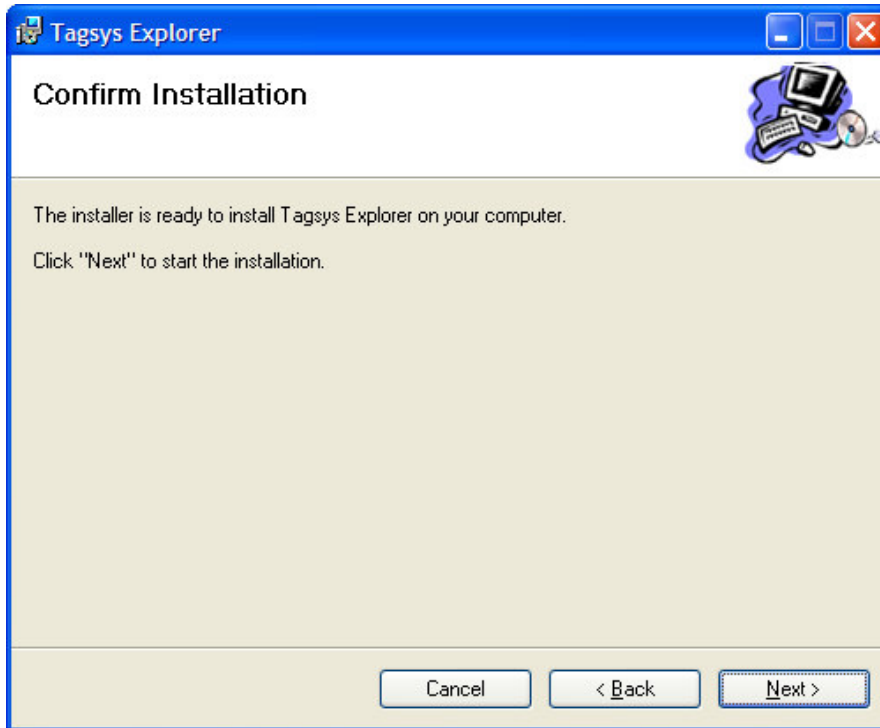 Tagsys Explorer
Confirm Installation
The installer is ready to install Tagsys Explorer on your computer.
Click "Next" to start the installation.
Cancel
< Back
Next >